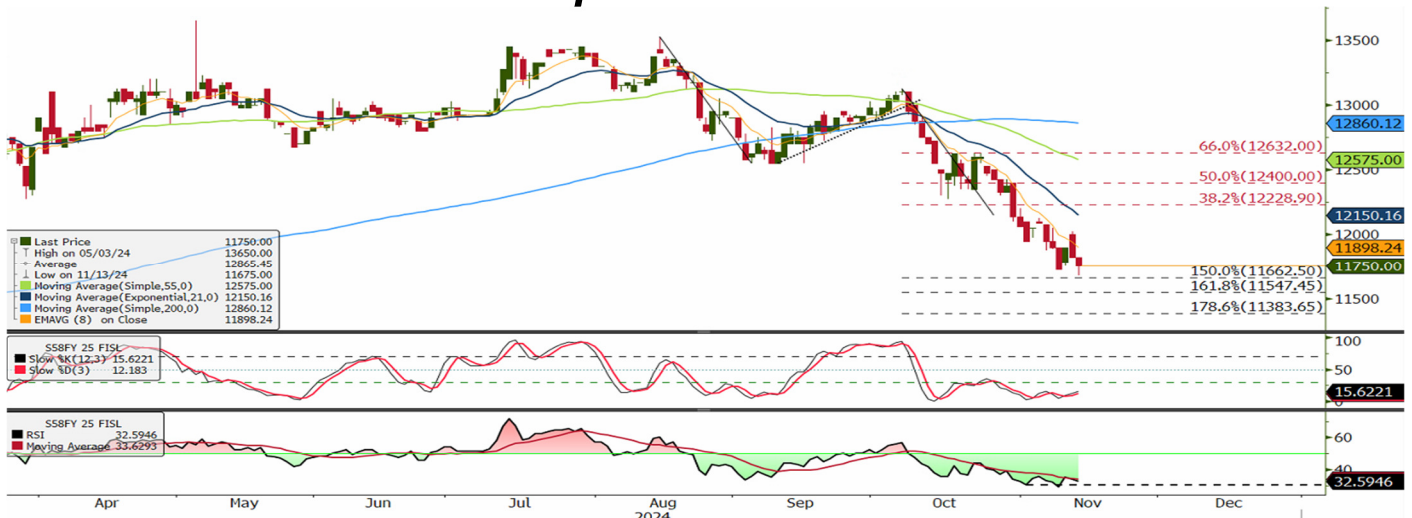 13500
13000
12860.12
66.0%(12632.00)
12575.00
12500
50.0%(12400.00)
38.2%(12228.90)
12150.16
12000
11898.24
11750.00
150.0%(11662.50)
161.8%(11547.45)
11500
178.6%(11383.65)
Last Price 11750.00
High on 05/03/24 13650.00
Average 12865.45
Low on 11/13/24 11675.00
Moving Average(Simple,55,0) 12575.00
Moving Average(Exponential,21,0) 12150.16
Moving Average(Simple,200,0) 12860.12
EMAVG (8) on Close 11898.24
S58FY 25 FISL
Slow %K(12,3) 15.6221
Slow %D(3) 12.183
100
50
15.6221
0
S58FY 25 FISL
RSI 32.5946
Moving Average 33.6293
60
40
32.5946
Apr May Jun Jul Aug Sep Oct Nov Dec
2024